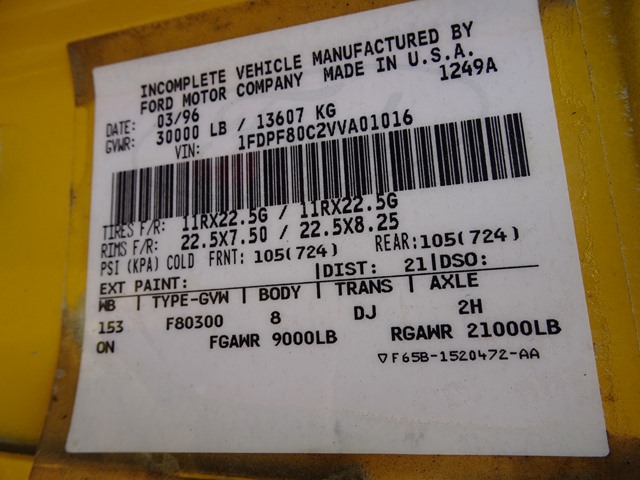 INCOMPLETE VEHICLE MANUFACTURED BY
FORD MOTOR COMPANY MADE IN U.S.A.
DATE: 03/96 1249A
GVWR: 30000 LB / 13607 KG
VIN: 1FDPF80C2VVA01016
TIRES F/R: 11RX22.5G / 11RX22.5G
RIMS F/R: 22.5X7.50 / 22.5X8.25
PSI (KPA) COLD FRNT: 105(724) REAR: 105(724)
EXT PAINT: |DIST: 21|DSO:
WB | TYPE-GVW | BODY | TRANS | AXLE
153 F80300 8 DJ 2H
ON FGAWR 9000LB RGAWR 21000LB
▽F65B-1520472-AA